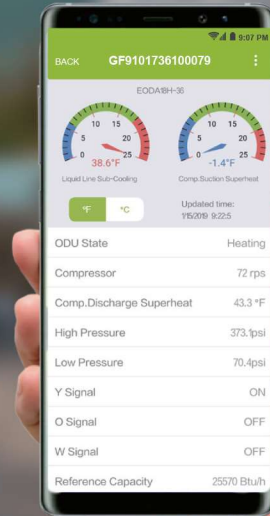 9:07 PM
BACK GF9101736100079
EODA18H-36
0 5 10 15 20 25
38.6°F
Liquid Line Sub-Cooling
0 5 10 15 20 25
-1.4°F
Comp.Suction Superheat
°F °C
Updated time:
1/15/2019 9:22:5
ODU State Heating
Compressor 72 rps
Comp.Discharge Superheat 43.3 °F
High Pressure 373.1psi
Low Pressure 70.4psi
Y Signal ON
O Signal OFF
W Signal OFF
Reference Capacity 25570 Btu/h